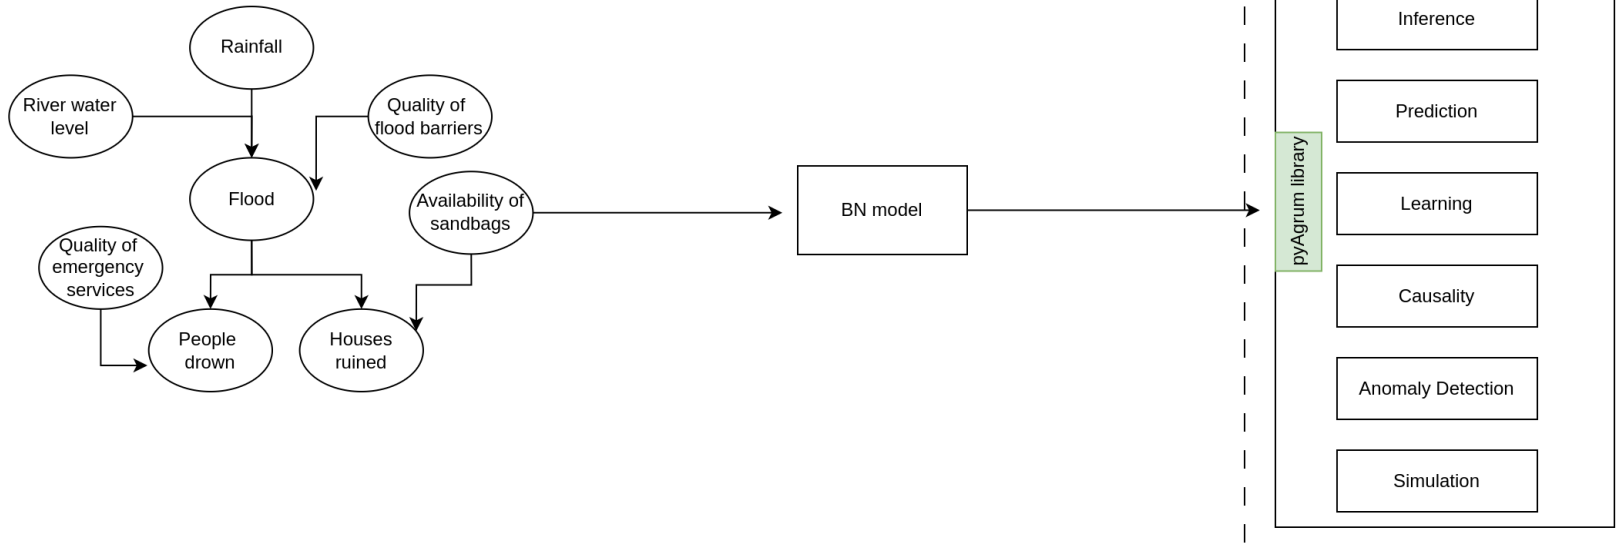 Rainfall
River water
level
Quality of
flood barriers
Flood
Availability of
sandbags
Quality of
emergency
services
People
drown
Houses
ruined
BN model
pyAgrum library
Inference
Prediction
Learning
Causality
Anomaly Detection
Simulation